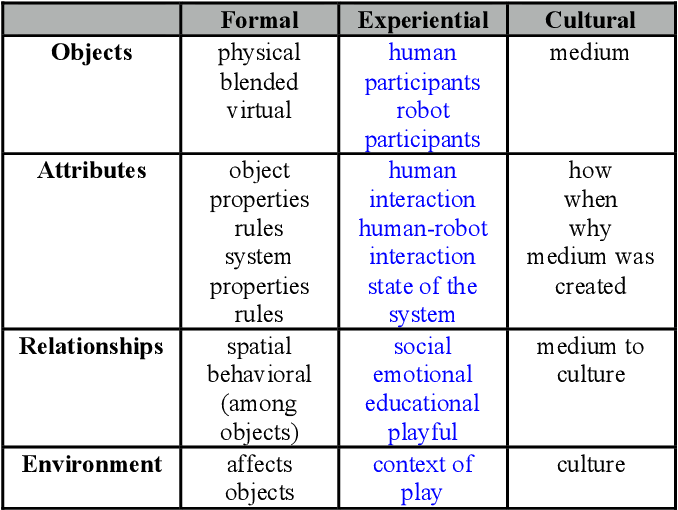 Formal Experiential Cultural
Objects physical human medium
blended participants
virtual robot
participants
Attributes object human how
properties interaction when
rules human-robot why
system interaction medium was
properties state of the created
rules system
Relationships spatial social medium to
behavioral emotional culture
(among educational
objects) playful
Environment affects context of culture
objects play